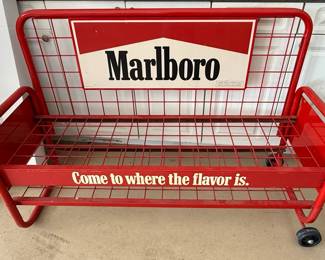 Marlboro
Come to where the flavor is.